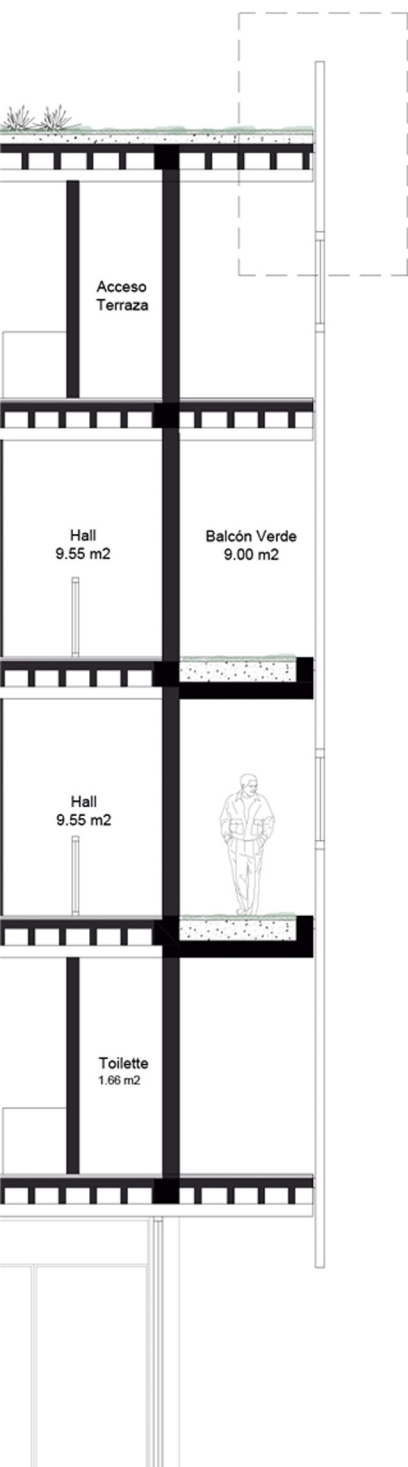 Acceso
Terraza
Hall
9.55 m2
Balcón Verde
9.00 m2
Hall
9.55 m2
Toilette
1.66 m2